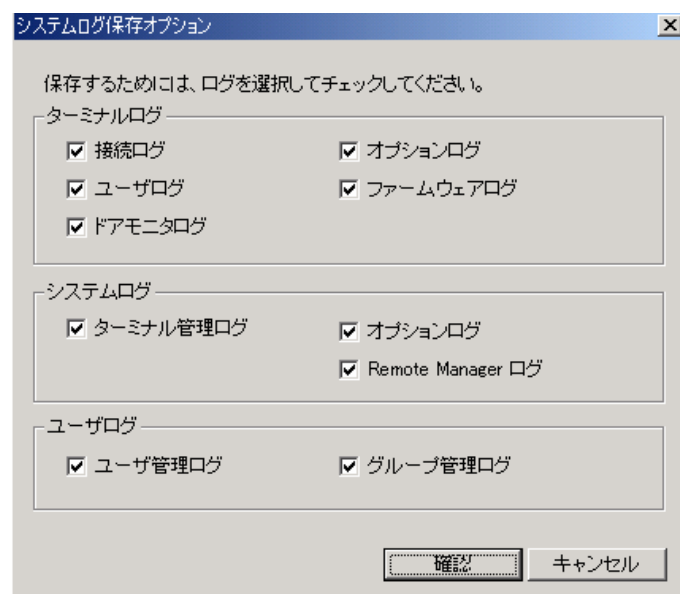 システムログ保存オプション
保存するためには、ログを選択してチェックしてください。
ターミナルログ
接続ログ
オプションログ
ユーザログ
ファームウェアログ
ドアモニタログ
システムログ
ターミナル管理ログ
オプションログ
Remote Manager ログ
ユーザログ
ユーザ管理ログ
グループ管理ログ
確認
キャンセル